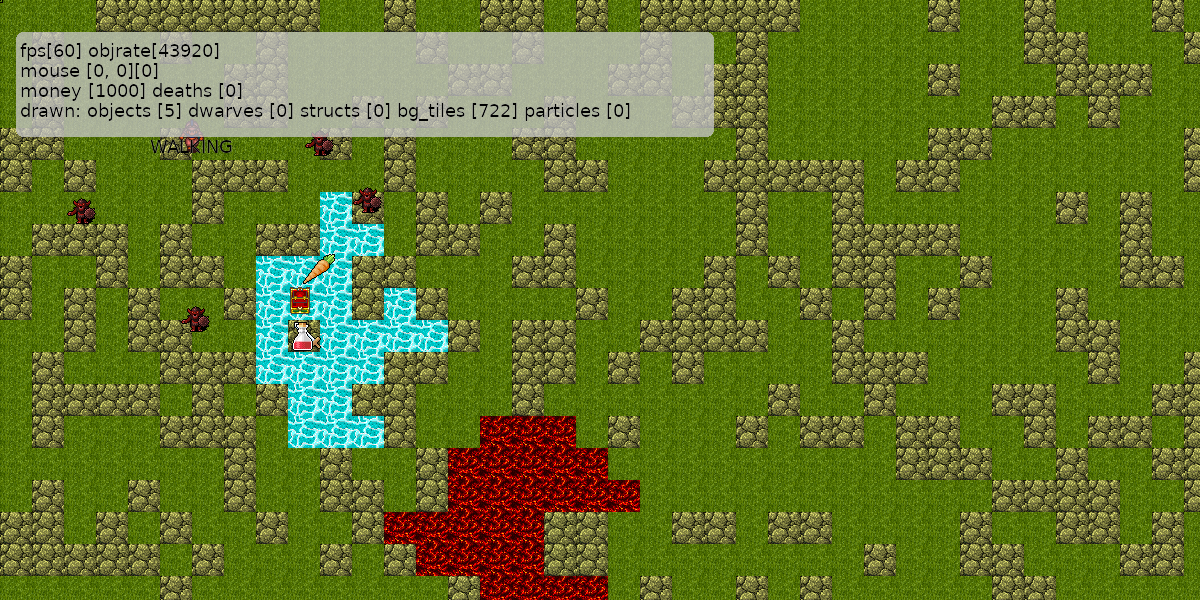 fps[60] objrate[43920]
mouse [0, 0][0]
money [1000] deaths [0]
drawn: objects [5] dwarves [0] structs [0] bg_tiles [722] particles [0]
WALKING